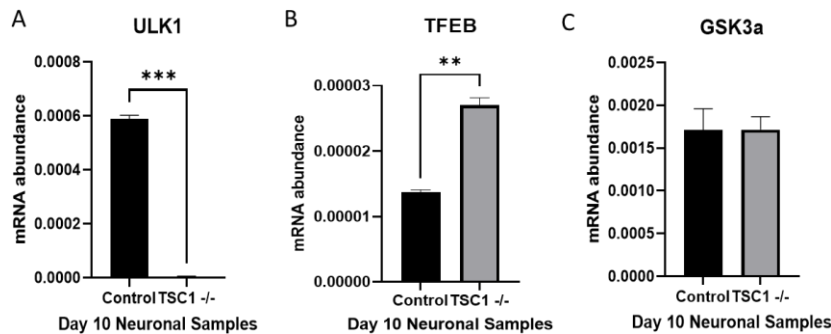 A
ULK1
***
0.0008
0.0006
0.0004
0.0002
0.0000
mRNA abundance
Control TSC1 -/-
Day 10 Neuronal Samples
B
TFEB
**
0.00003
0.00002
0.00001
0.00000
mRNA abundance
Control TSC1 -/-
Day 10 Neuronal Samples
C
GSK3a
0.0025
0.0020
0.0015
0.0010
0.0005
0.0000
mRNA abundance
Control TSC1 -/-
Day 10 Neuronal Samples